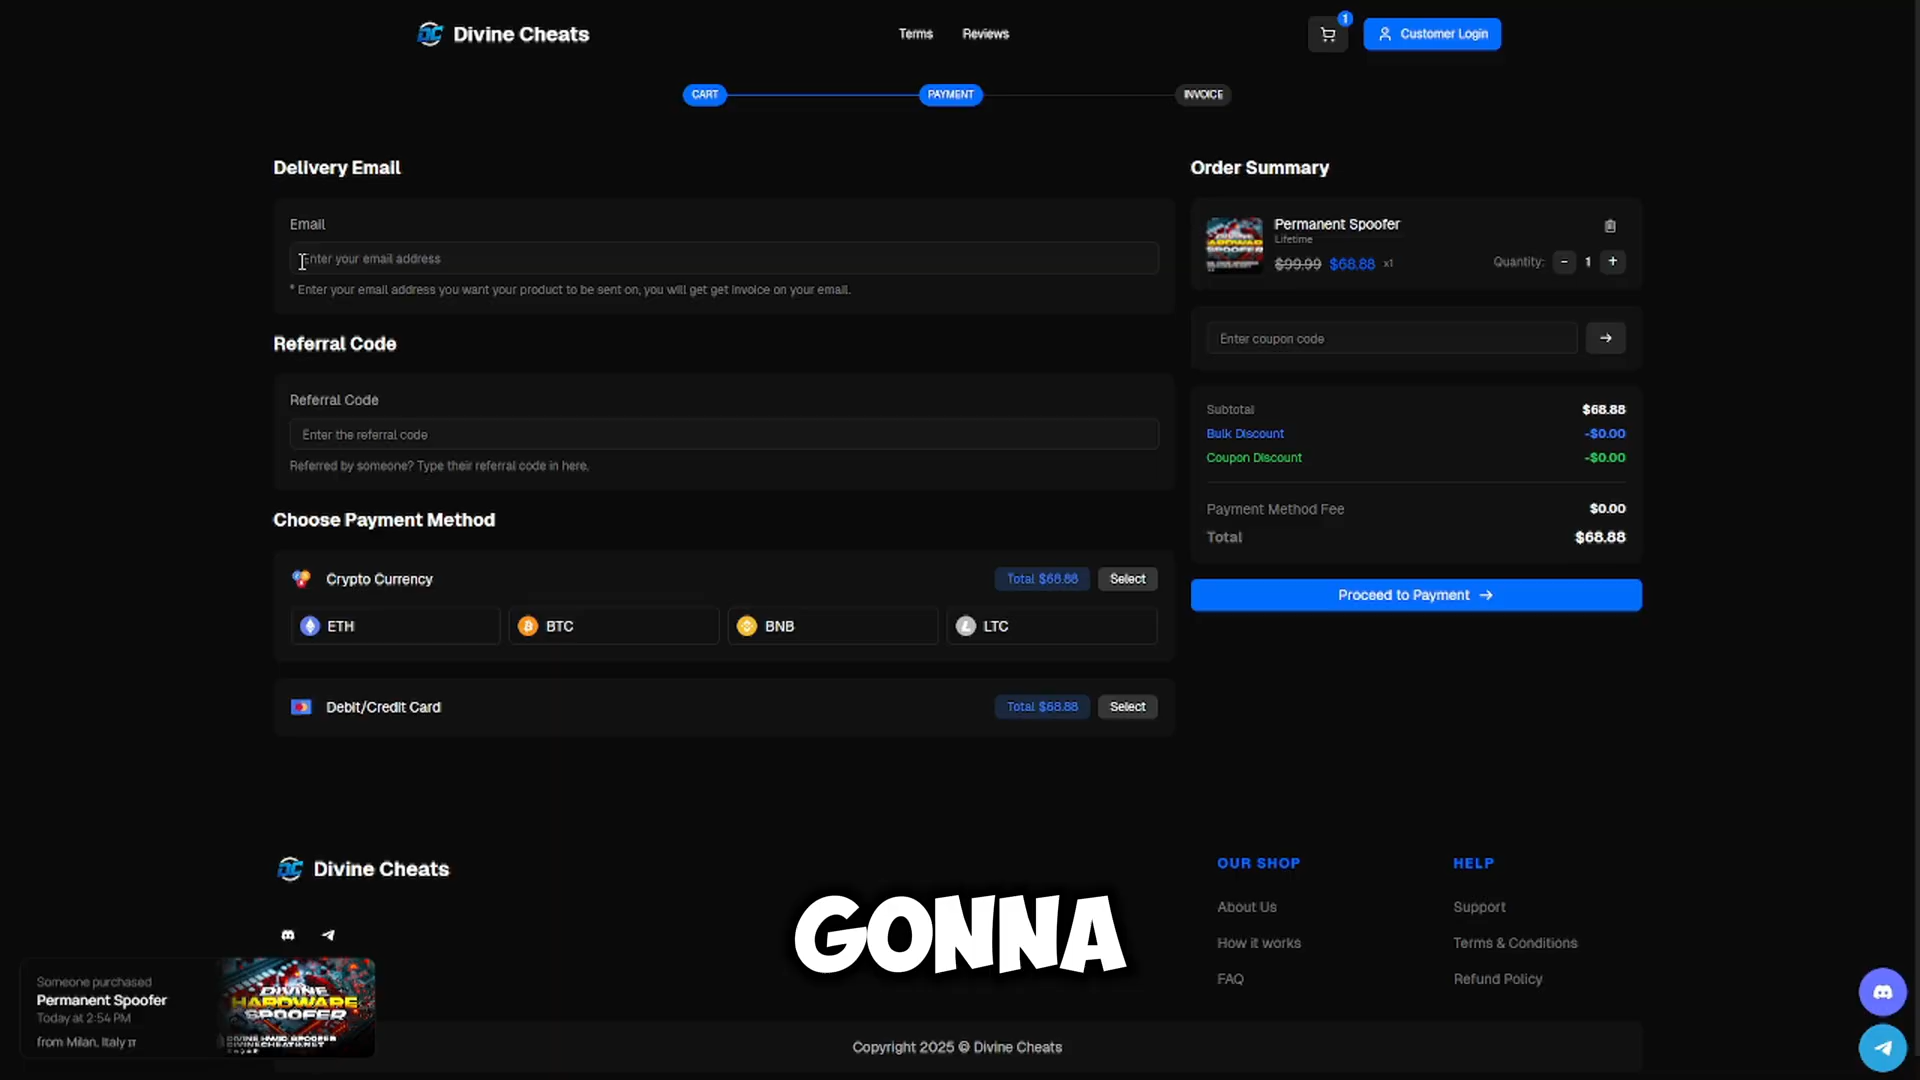 Divine Cheats
Terms
Reviews
1
Customer Login
CART
PAYMENT
INVOICE
Delivery Email
Email
Enter your email address
* Enter your email address you want your product to be sent on, you will get get invoice on your email.
Referral Code
Referral Code
Enter the referral code
Referred by someone? Type their referral code in here.
Choose Payment Method
Crypto Currency
Total $68.88
Select
ETH
BTC
BNB
LTC
Debit/Credit Card
Total $68.88
Select
Order Summary
Permanent Spoofer
Lifetime
$99.99 $68.88 x1
Quantity: - 1 +
Enter coupon code
Subtotal $68.88
Bulk Discount -$0.00
Coupon Discount -$0.00
Payment Method Fee $0.00
Total $68.88
Proceed to Payment
Divine Cheats
OUR SHOP
About Us
How it works
FAQ
HELP
Support
Terms & Conditions
Refund Policy
GONNA
Someone purchased
Permanent Spoofer
Today at 2:54 PM
from Milan, Italy
DIVINE
HARDWARE
SPOOFER
Copyright 2025 © Divine Cheats